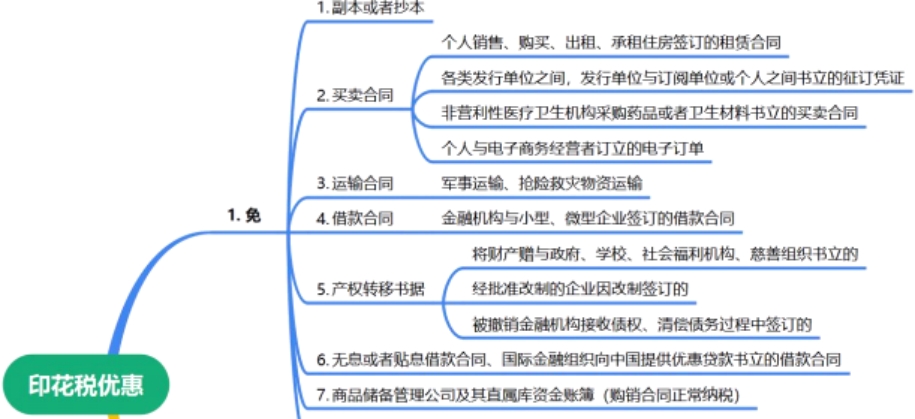 1. 副本或者抄本
个人销售、购买、出租、承租住房签订的租赁合同
各类发行单位之间，发行单位与订阅单位或个人之间书立的征订凭证
2. 买卖合同
非营利性医疗卫生机构采购药品或者卫生材料书立的买卖合同
个人与电子商务经营者订立的电子订单
3. 运输合同 军事运输、抢险救灾物资运输
1. 免
4. 借款合同 金融机构与小型、微型企业签订的借款合同
将财产赠与政府、学校、社会福利机构、慈善组织书立的
5. 产权转移书据 经批准改制的企业因改制签订的
被撤销金融机构接收债权、清偿债务过程中签订的
6. 无息或者贴息借款合同、国际金融组织向中国提供优惠贷款书立的借款合同
印花税优惠
7. 商品储备管理公司及其直属库资金账簿（购销合同正常纳税）